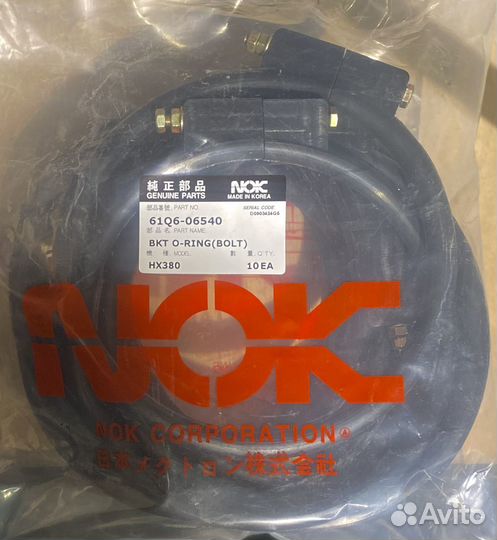 純正部品
GENUINE PARTS
NOK
MADE IN KOREA
部品番號 PART NO.
SERIAL CODE
61Q6-06540
部品名 PART NAME
BKT O-RING(BOLT)
機種 MODEL
數量 Q'TY.
HX380
10EA
NOK
NOK CORPORATION
日本メクトロン株式会社
Avito